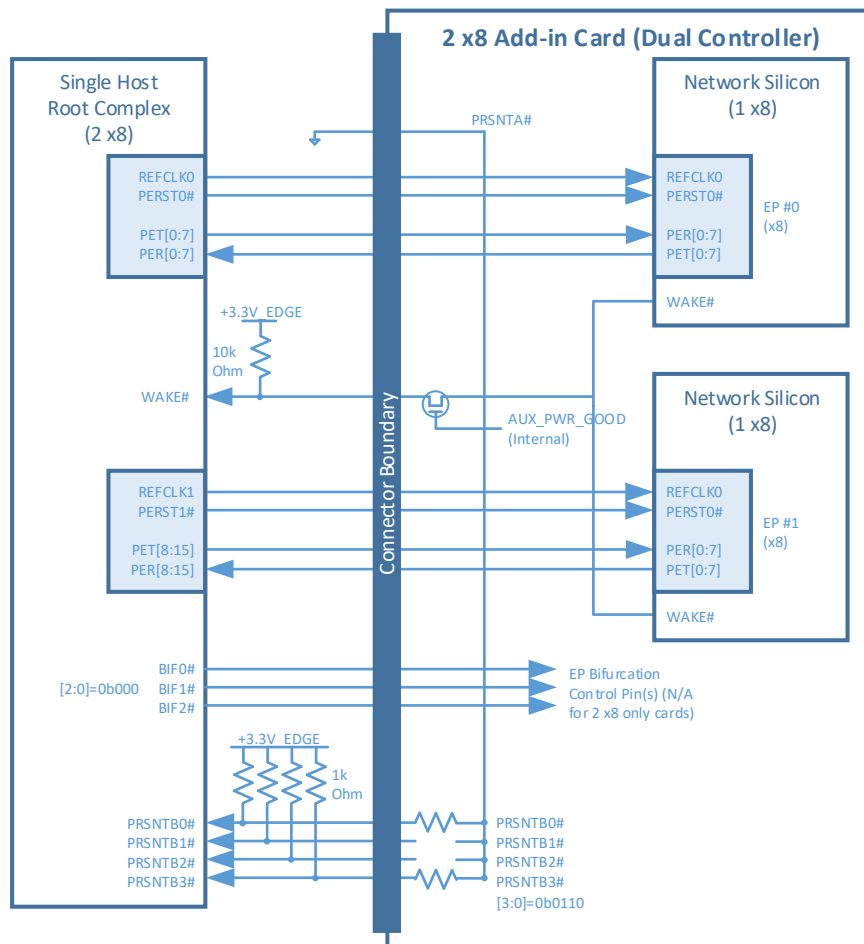 2 x8 Add-in Card (Dual Controller)
Single Host
Root Complex
(2 x8)
Network Silicon
(1 x8)
PRSNTA#
REFCLK0
PERST0#
PET[0:7]
PER[0:7]
REFCLK0
PERST0#
PER[0:7]
PET[0:7]
EP #0
(x8)
WAKE#
+3.3V_EDGE
10k
Ohm
WAKE#
Connector Boundary
AUX_PWR_GOOD
(Internal)
Network Silicon
(1 x8)
REFCLK1
PERST1#
PET[8:15]
PER[8:15]
REFCLK0
PERST0#
PER[0:7]
PET[0:7]
EP #1
(x8)
WAKE#
BIF0#
[2:0]=0b000 BIF1#
BIF2#
EP Bifurcation
Control Pin(s) (N/A
for 2 x8 only cards)
+3.3V_EDGE
1k
Ohm
PRSNTB0#
PRSNTB1#
PRSNTB2#
PRSNTB3#
PRSNTB0#
PRSNTB1#
PRSNTB2#
PRSNTB3#
[3:0]=0b0110